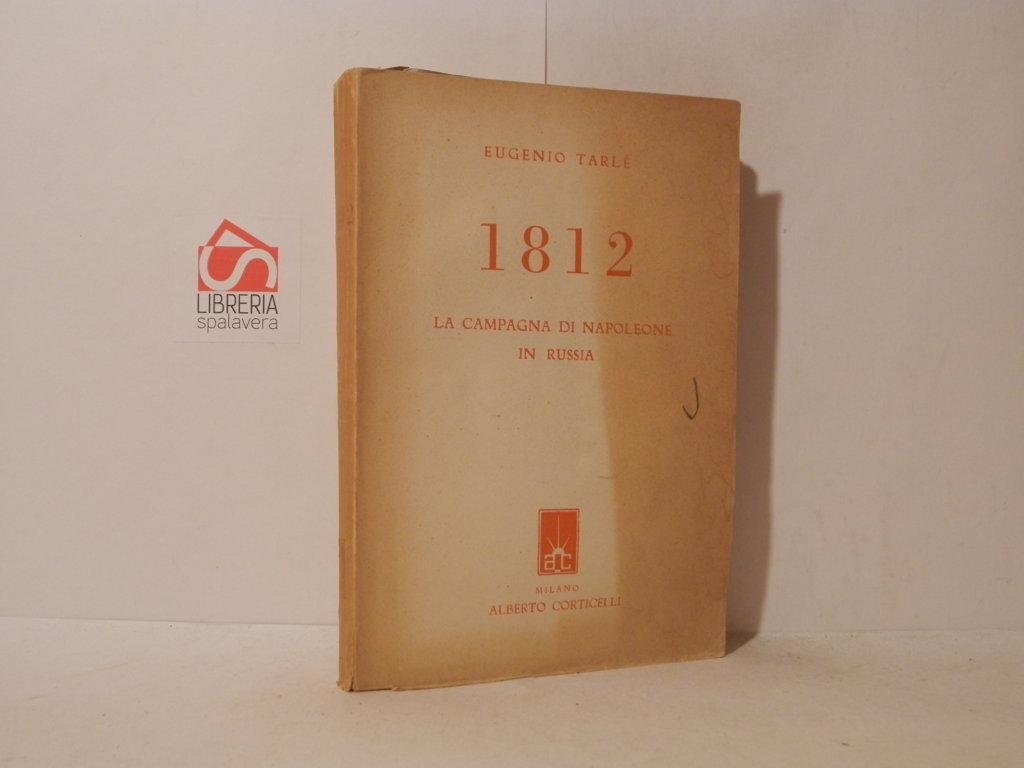 EUGENIO TARLÉ
1812
LA CAMPAGNA DI NAPOLEONE
IN RUSSIA
ac
MILANO
ALBERTO CORTICELLI
LIBRERIA
spalavera